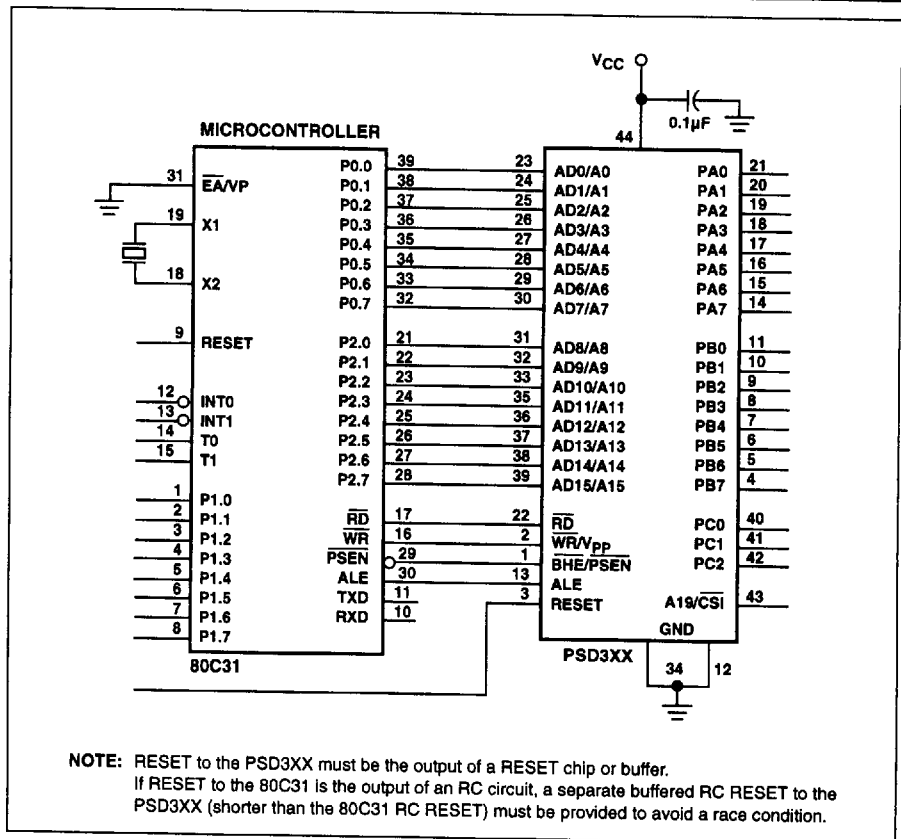 VCC
0.1µF
44
MICROCONTROLLER
31 EA/VP
19 X1
18 X2
9 RESET
12 INT0
13 INT1
14 T0
15 T1
1 P1.0
2 P1.1
3 P1.2
4 P1.3
5 P1.4
6 P1.5
7 P1.6
8 P1.7
P0.0 39
P0.1 38
P0.2 37
P0.3 36
P0.4 35
P0.5 34
P0.6 33
P0.7 32
P2.0 21
P2.1 22
P2.2 23
P2.3 24
P2.4 25
P2.5 26
P2.6 27
P2.7 28
RD 17
WR 16
PSEN 29
ALE 30
TXD 11
RXD 10
80C31
23 AD0/A0
24 AD1/A1
25 AD2/A2
26 AD3/A3
27 AD4/A4
28 AD5/A5
29 AD6/A6
30 AD7/A7
31 AD8/A8
32 AD9/A9
33 AD10/A10
35 AD11/A11
36 AD12/A12
37 AD13/A13
38 AD14/A14
39 AD15/A15
22 RD
2 WR/VPP
1 BHE/PSEN
13 ALE
3 RESET
PA0 21
PA1 20
PA2 19
PA3 18
PA4 17
PA5 16
PA6 15
PA7 14
PB0 11
PB1 10
PB2 9
PB3 8
PB4 7
PB5 6
PB6 5
PB7 4
PC0 40
PC1 41
PC2 42
A19/CSI 43
GND
PSD3XX
34 12
NOTE: RESET to the PSD3XX must be the output of a RESET chip or buffer.
If RESET to the 80C31 is the output of an RC circuit, a separate buffered RC RESET to the
PSD3XX (shorter than the 80C31 RC RESET) must be provided to avoid a race condition.